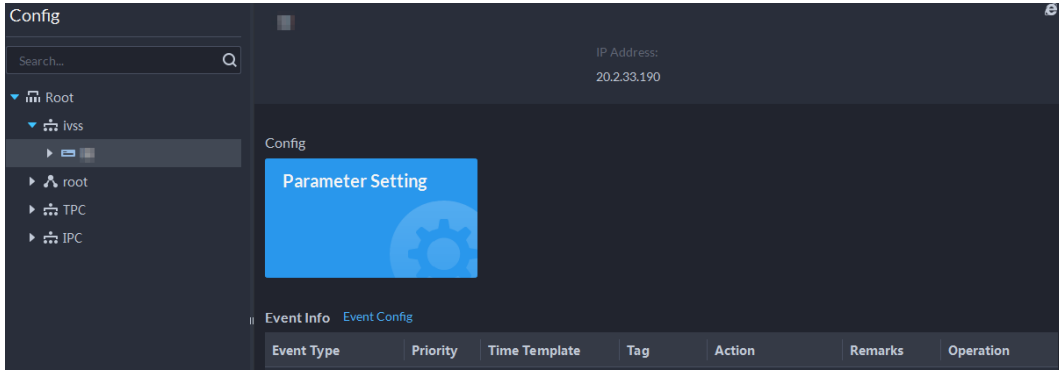 Config
Search...
Root
ivss
root
TPC
IPC
IP Address:
20.2.33.190
Config
Parameter Setting
Event Info Event Config
Event Type Priority Time Template Tag Action Remarks Operation